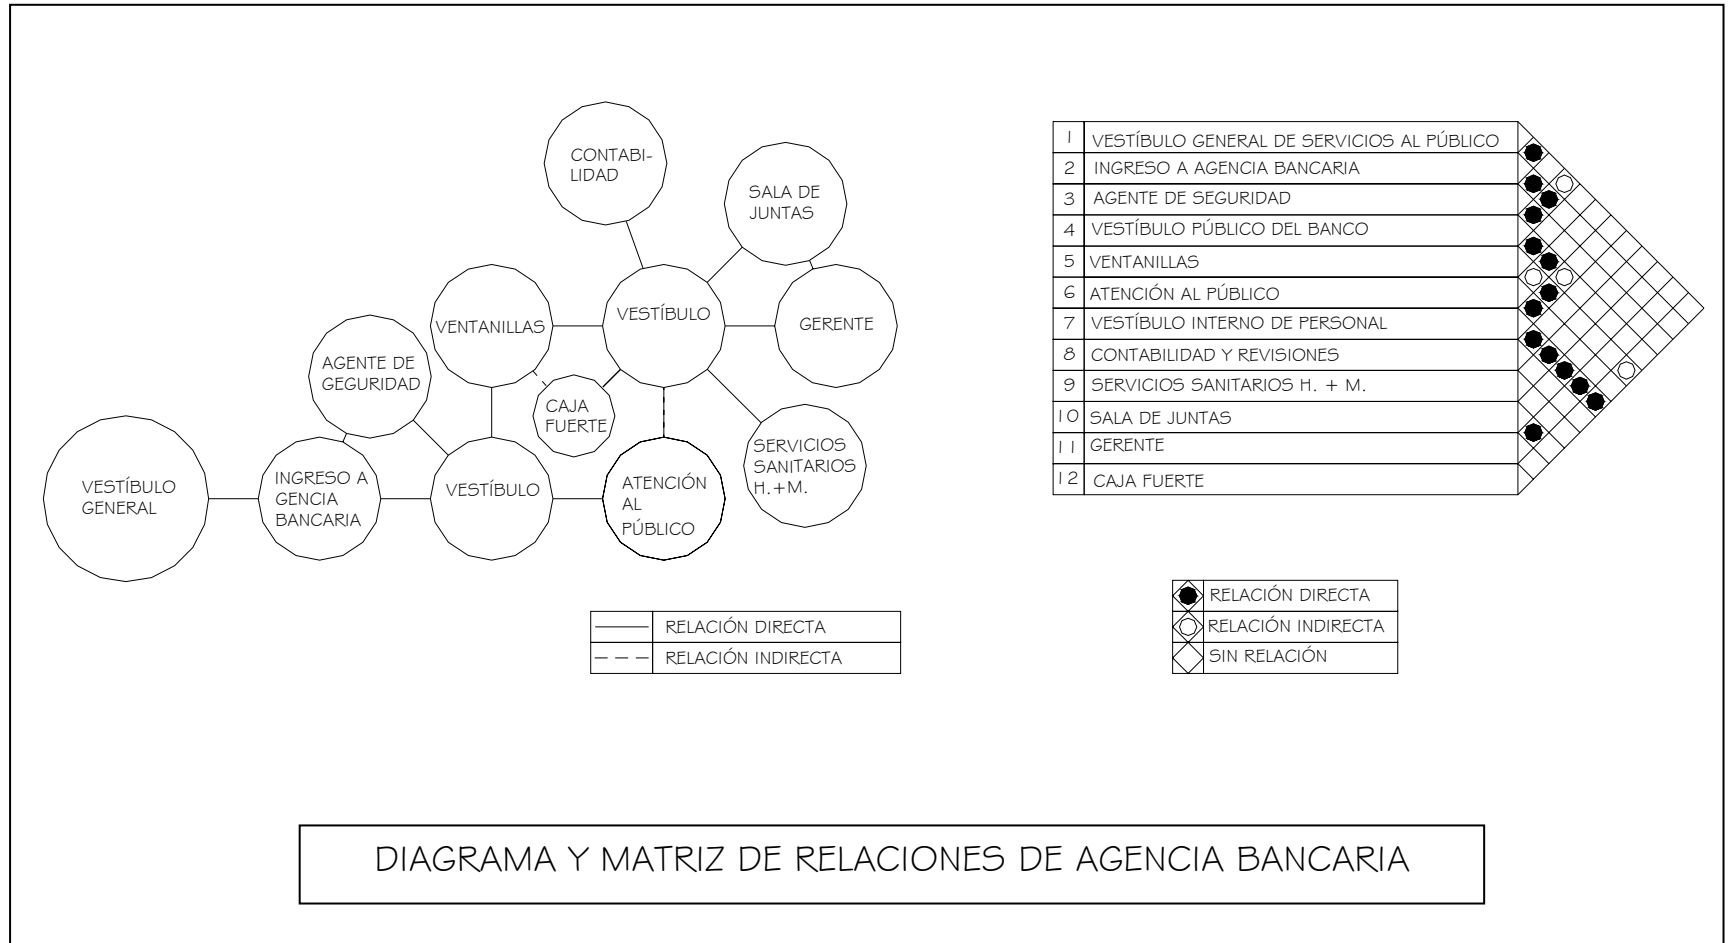 CONTABI-
LIDAD
SALA DE
JUNTAS
VESTÍBULO
GERENTE
VENTANILLAS
AGENTE DE
GEGURIDAD
CAJA
FUERTE
SERVICIOS
SANITARIOS
H.+M.
VESTÍBULO
GENERAL
INGRESO A
GENCIA
BANCARIA
VESTÍBULO
ATENCIÓN
AL
PÚBLICO
RELACIÓN DIRECTA
RELACIÓN INDIRECTA
1 VESTÍBULO GENERAL DE SERVICIOS AL PÚBLICO
2 INGRESO A AGENCIA BANCARIA
3 AGENTE DE SEGURIDAD
4 VESTÍBULO PÚBLICO DEL BANCO
5 VENTANILLAS
6 ATENCIÓN AL PÚBLICO
7 VESTÍBULO INTERNO DE PERSONAL
8 CONTABILIDAD Y REVISIONES
9 SERVICIOS SANITARIOS H. + M.
10 SALA DE JUNTAS
11 GERENTE
12 CAJA FUERTE
RELACIÓN DIRECTA
RELACIÓN INDIRECTA
SIN RELACIÓN
DIAGRAMA Y MATRIZ DE RELACIONES DE AGENCIA BANCARIA